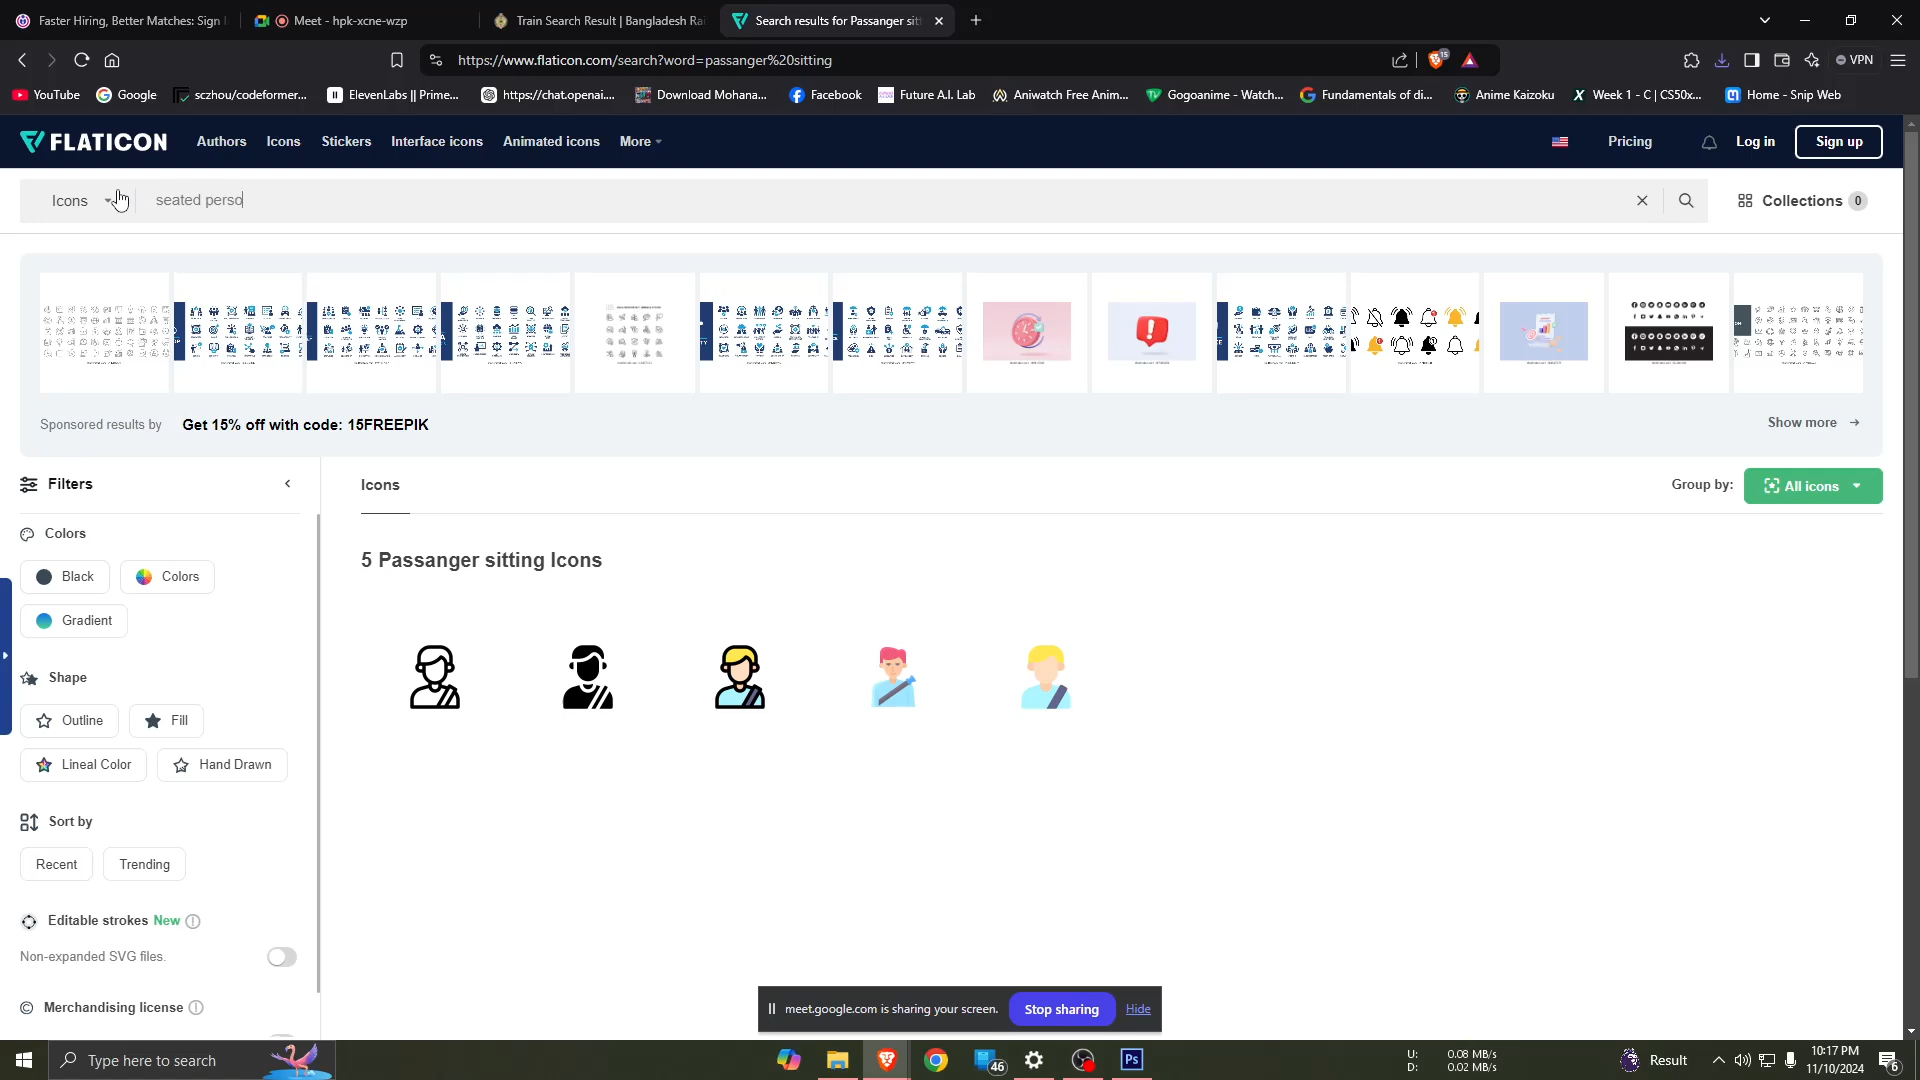 Faster Hiring, Better Matches: Sign
Meet - hpk-xcne-wzp
Train Search Result | Bangladesh Rai
Search results for Passanger sit
https://www.flaticon.com/search?word=passanger%20sitting
15
VPN
YouTube
Google
sczhou/codeformer...
ElevenLabs || Prime...
https://chat.openai....
Download Mohana...
Facebook
Future A.I. Lab
Aniwatch Free Anim...
Gogoanime - Watch...
Fundamentals of di...
Anime Kaizoku
Week 1 - C | CS50x...
Home - Snip Web
FLATICON
Authors
Icons
Stickers
Interface icons
Animated icons
More
Pricing
Log in
Sign up
Icons
seated perso
Collections 0
Sponsored results by
Get 15% off with code: 15FREEPIK
Show more
Filters
Icons
Group by:
All icons
Colors
5 Passanger sitting Icons
Black
Colors
Gradient
Shape
Outline
Fill
Lineal Color
Hand Drawn
Sort by
Recent
Trending
Editable strokes New
Non-expanded SVG files.
Merchandising license
meet.google.com is sharing your screen.
Stop sharing
Hide
Type here to search
46
Ps
U: 0.08 MB/s
D: 0.02 MB/s
Result
10:17 PM
11/10/2024
6